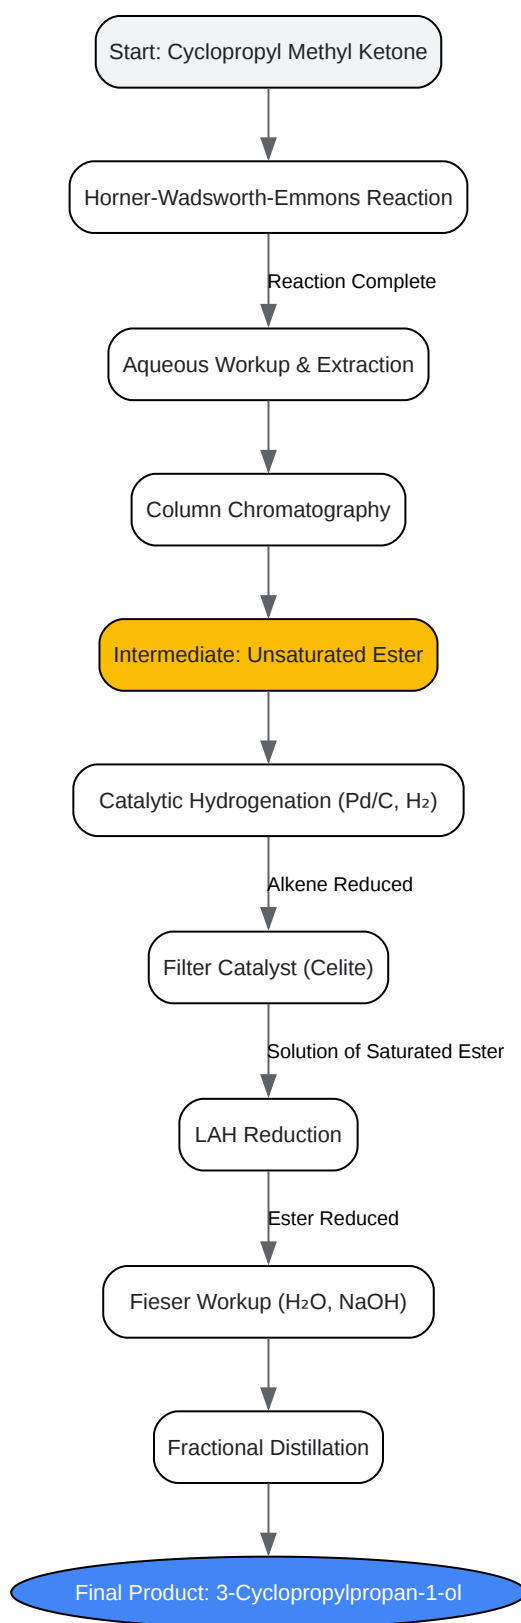 Start: Cyclopropyl Methyl Ketone
Horner-Wadsworth-Emmons Reaction
Reaction Complete
Aqueous Workup & Extraction
Column Chromatography
Intermediate: Unsaturated Ester
Catalytic Hydrogenation (Pd/C, H₂)
Alkene Reduced
Filter Catalyst (Celite)
Solution of Saturated Ester
LAH Reduction
Ester Reduced
Fieser Workup (H₂O, NaOH)
Fractional Distillation
Final Product: 3-Cyclopropylpropan-1-ol